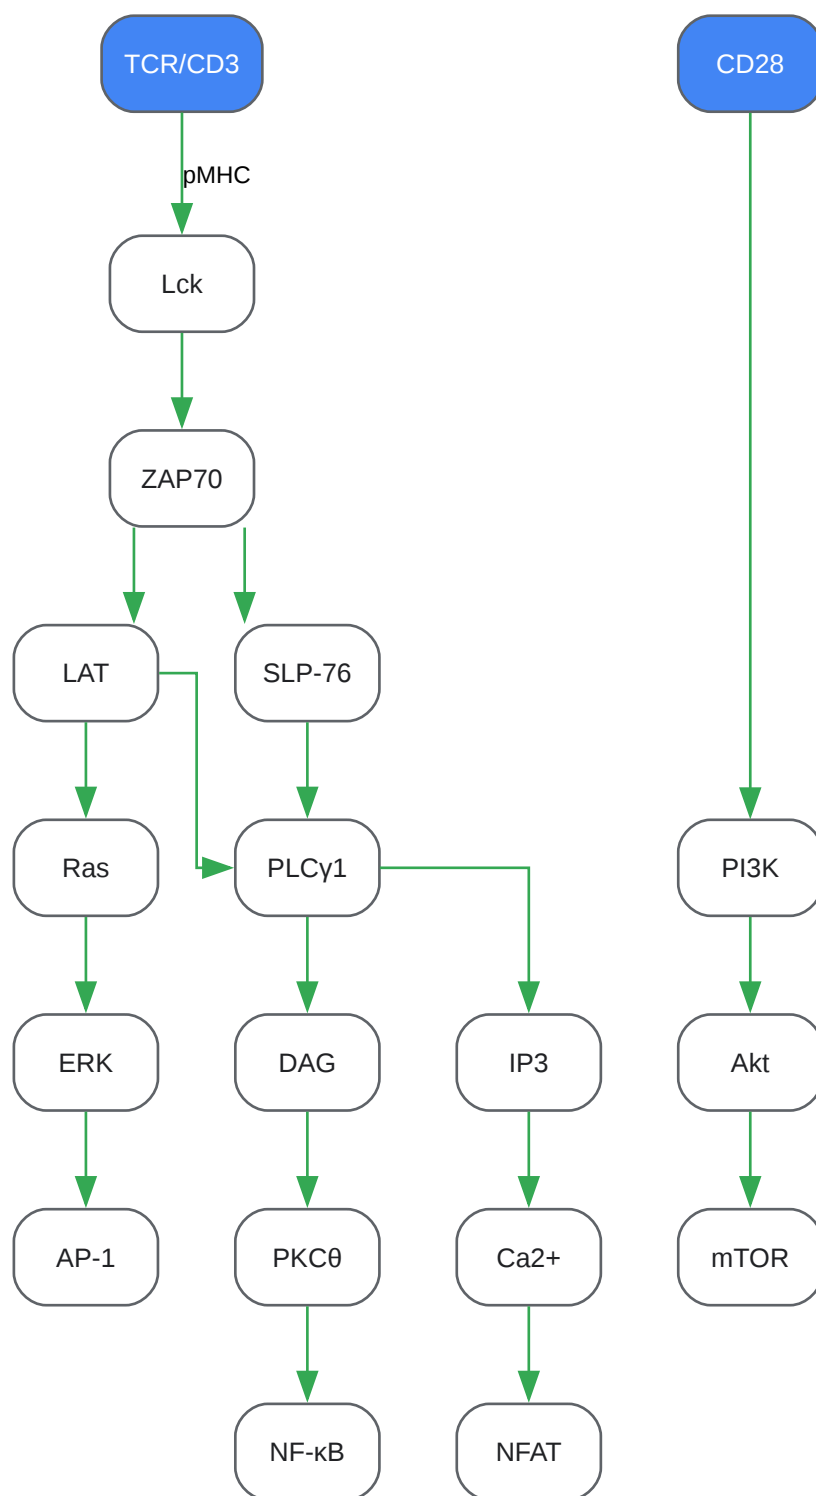 TCR/CD3
CD28
pMHC
Lck
ZAP70
LAT
SLP-76
Ras
PLCγ1
PI3K
ERK
DAG
IP3
Akt
AP-1
PKCθ
Ca2+
mTOR
NF-κB
NFAT